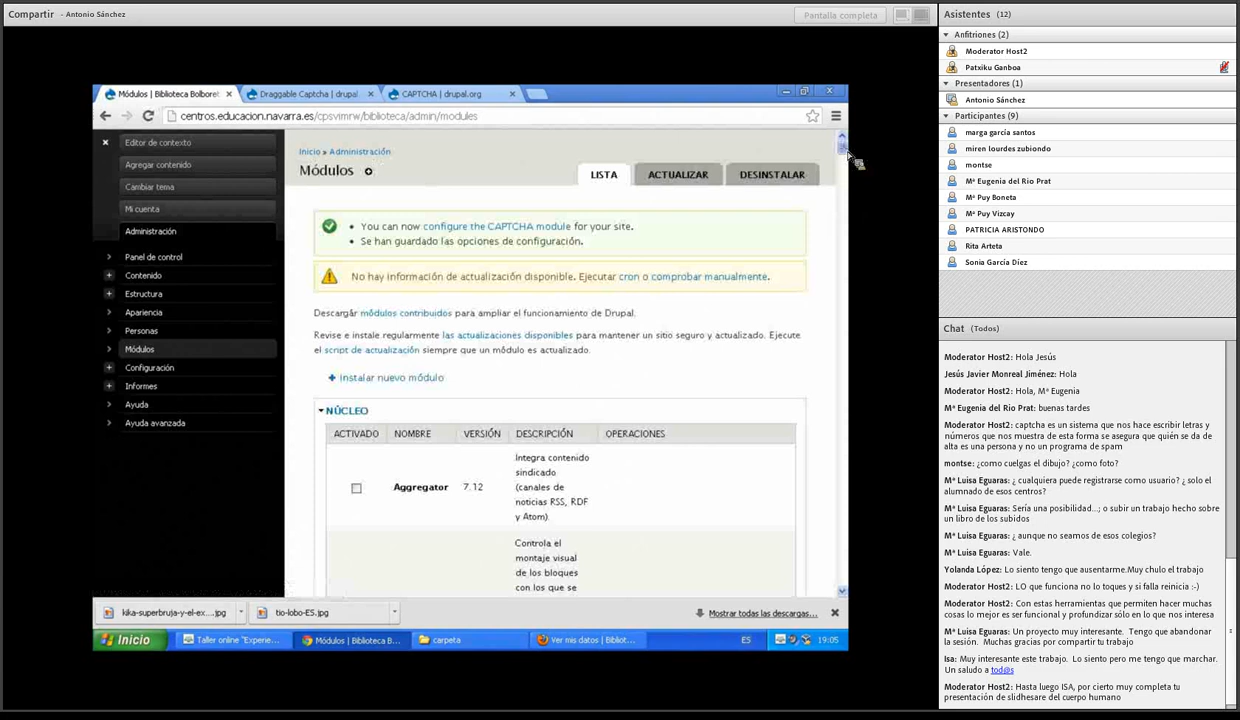 Compartir - Antonio Sánchez
Pantalla completa
Módulos | Biblioteca Bolboret
Draggable Captcha | drupal
CAPTCHA | drupal.org
centros.educacion.navarra.es/cpsvimrw/biblioteca/admin/modules
Editor de contexto
Agregar contenido
Cambiar tema
Mi cuenta
Administración
Panel de control
Contenido
Estructura
Apariencia
Personas
Módulos
Configuración
Informes
Ayuda
Ayuda avanzada
Inicio » Administración
Módulos
LISTA
ACTUALIZAR
DESINSTALAR
• You can now configure the CAPTCHA module for your site.
• Se han guardado las opciones de configuración.
No hay información de actualización disponible. Ejecutar cron o comprobar manualmente.
Descargár módulos contribuidos para ampliar el funcionamiento de Drupal.
Revise e instale regularmente las actualizaciones disponibles para mantener un sitio seguro y actualizado. Ejecute
el script de actualización siempre que un módulo es actualizado.
+ Instalar nuevo módulo
NÚCLEO
ACTIVADO NOMBRE VERSIÓN DESCRIPCIÓN OPERACIONES
Aggregator 7.12
Integra contenido
sindicado
(canales de
noticias RSS, RDF
y Atom).
Controla el
montaje visual
de los bloques
con los que se
kika-superbruja-y-el-ex....jpg
tio-lobo-ES.jpg
Mostrar todas las descargas...
Inicio
Taller online "Experie...
Módulos | Biblioteca B...
carpeta
Ver mis datos | Bibliot...
ES
19:05
Asistentes (12)
Anfitriones (2)
Moderator Host2
Patxiku Ganboa
Presentadores (1)
Antonio Sánchez
Participantes (9)
marga garcía santos
miren lourdes zubiondo
montse
Mª Eugenia del Rio Prat
Mª Puy Boneta
Mª Puy Vizcay
PATRICIA ARISTONDO
Rita Arteta
Sonia García Díez
Chat (Todos)
Moderator Host2: Hola Jesús
Jesús Javier Monreal Jiménez: Hola
Moderator Host2: Hola, Mª Eugenia
Mª Eugenia del Rio Prat: buenas tardes
Moderator Host2: captcha es un sistema que nos hace escribir letras y
números que nos muestra de esta forma se asegura que quién se da de
alta es una persona y no un programa de spam
montse: ¿como cuelgas el dibujo? ¿como foto?
Mª Luisa Eguaras: ¿ cualquiera puede registrarse como usuario? ¿ solo el
alumnado de esos centros?
Mª Luisa Eguaras: Sería una posibilidad...; o subir un trabajo hecho sobre
un libro de los subidos
Mª Luisa Eguaras: ¿ aunque no seamos de esos colegios?
Mª Luisa Eguaras: Vale.
Yolanda López: Lo siento tengo que ausentarme.Muy chulo el trabajo
Moderator Host2: LO que funciona no lo toques y si falla reinicia :-)
Moderator Host2: Con estas herramientas que permiten hacer muchas
cosas lo mejor es ser funcional y profundizar sólo en lo que nos interesa
Mª Luisa Eguaras: Un proyecto muy interesante. Tengo que abandonar
la sesión. Muchas gracias por compartir tu trabajo
Isa: Muy interesante este trabajo. Lo siento pero me tengo que marchar.
Un saludo a tod@s
Moderator Host2: Hasta luego ISA, por cierto muy completa tu
presentación de slidhesare del cuerpo humano